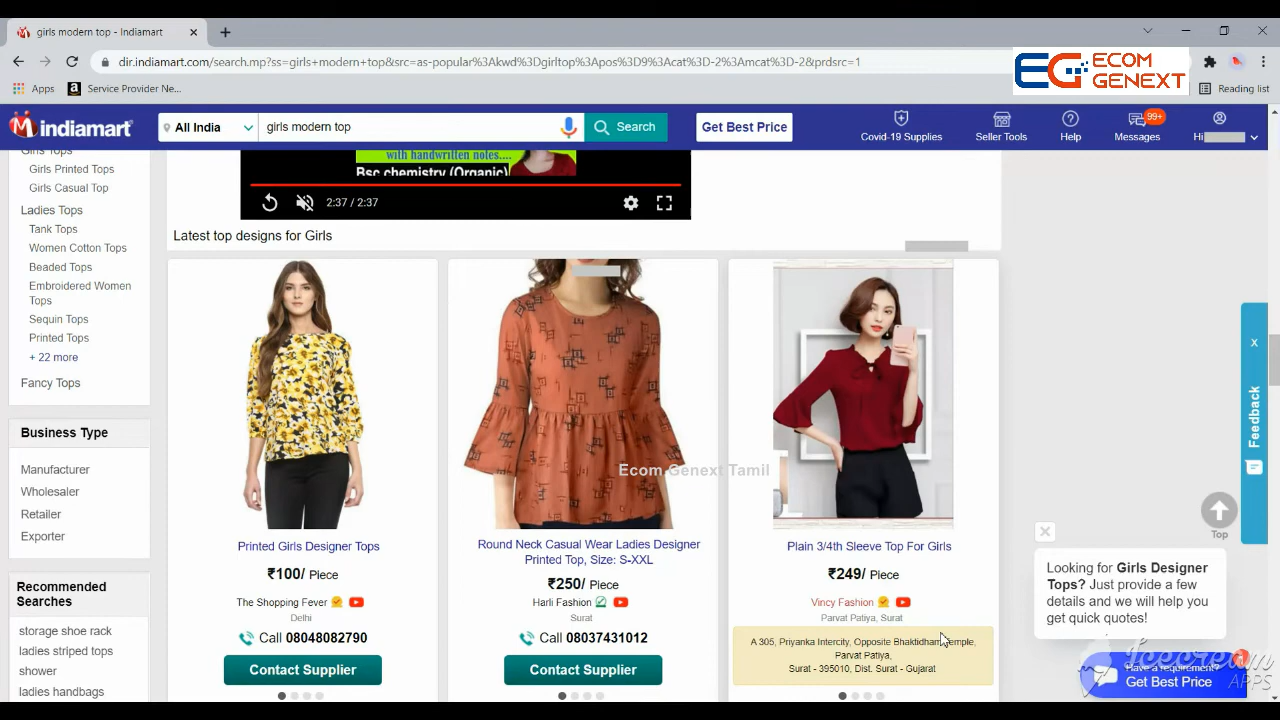 girls modern top - Indiamart
dir.indiamart.com/search.mp?ss=girls+
%3Akwd%3Dgirltop%3Apx%3D9%3Acat%3D-2%3Amcat%3D-2&prdsrc=1
ECOM
GENEXT
Apps
Service Provider Ne...
Reading list
indiamart
All India
girls modern top
Search
Get Best Price
Covid-19 Supplies
Seller Tools
Help
99+
Messages
Hi
Girls Tops
Girls Printed Tops
Girls Casual Top
Ladies Tops
Tank Tops
Women Cotton Tops
Beaded Tops
Embroidered Women
Tops
Sequin Tops
Printed Tops
+ 22 more
Fancy Tops
Business Type
Manufacturer
Wholesaler
Retailer
Exporter
Recommended
Searches
storage shoe rack
ladies striped tops
shower
ladies handbags
with handwritten notes....
Bsc chemistry (Organic)
2:37 / 2:37
Latest top designs for Girls
Ecom Genext Tamil
Printed Girls Designer Tops
₹100/ Piece
The Shopping Fever
Delhi
Call 08048082790
Contact Supplier
Round Neck Casual Wear Ladies Designer
Printed Top, Size: S-XXL
₹250/ Piece
Harli Fashion
Surat
Call 08037431012
Contact Supplier
Plain 3/4th Sleeve Top For Girls
₹249/ Piece
Vincy Fashion
Parvat Patiya, Surat
A 305, Priyanka Intercity, Opposite Bhaktidham Temple,
Parvat Patiya,
Surat - 395010, Dist. Surat - Gujarat
x
Feedback
Top
Looking for Girls Designer
Tops? Just provide a few
details and we will help you
get quick quotes!
Have a requirement?
Get Best Price
Icecream
APPS